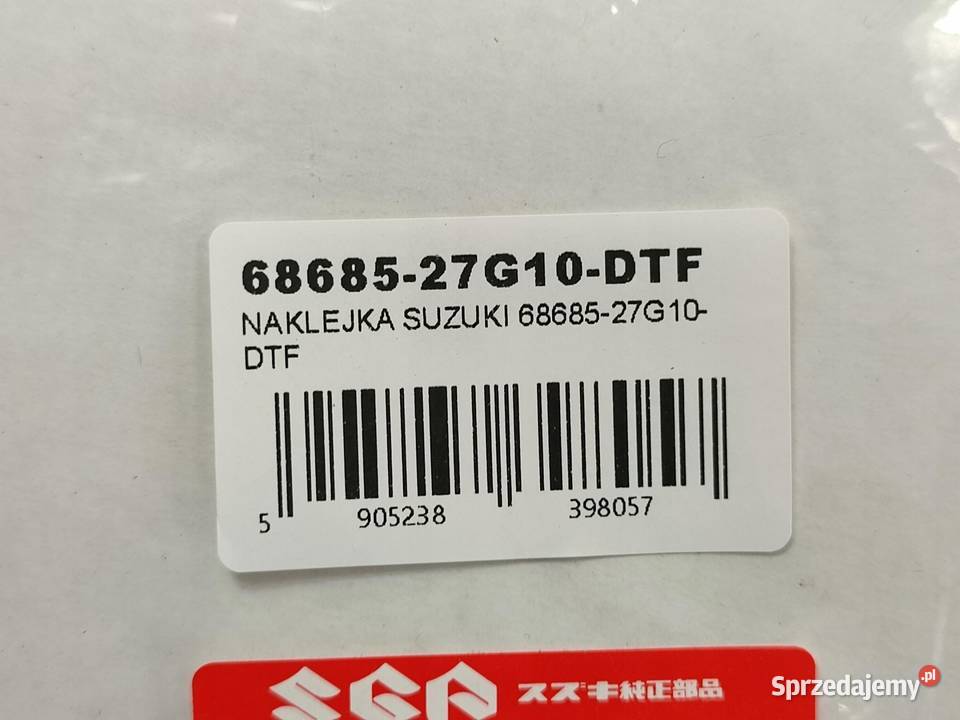 68685-27G10-DTF
NAKLEJKA SUZUKI 68685-27G10-
DTF
5 905238 398057
SGP スズキ純正部品
Sprzedajemy.pl